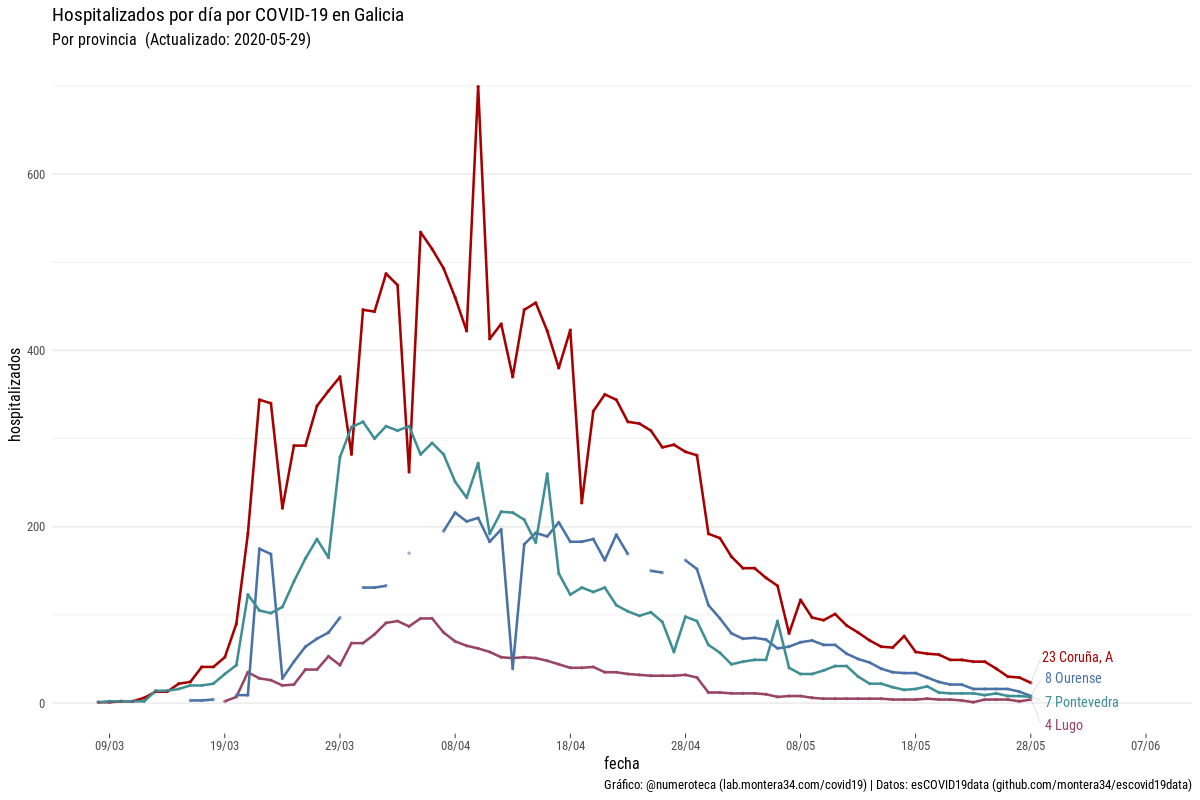 Hospitalizados por día por COVID-19 en Galicia
Por provincia  (Actualizado: 2020-05-29)
hospitalizados
600
400
200
0
23 Coruña, A
8 Ourense
7 Pontevedra
4 Lugo
09/03 19/03 29/03 08/04 18/04 28/04 08/05 18/05 28/05 07/06
fecha
Gráfico: @numeroteca (lab.montera34.com/covid19) | Datos: esCOVID19data (github.com/montera34/escovid19data)